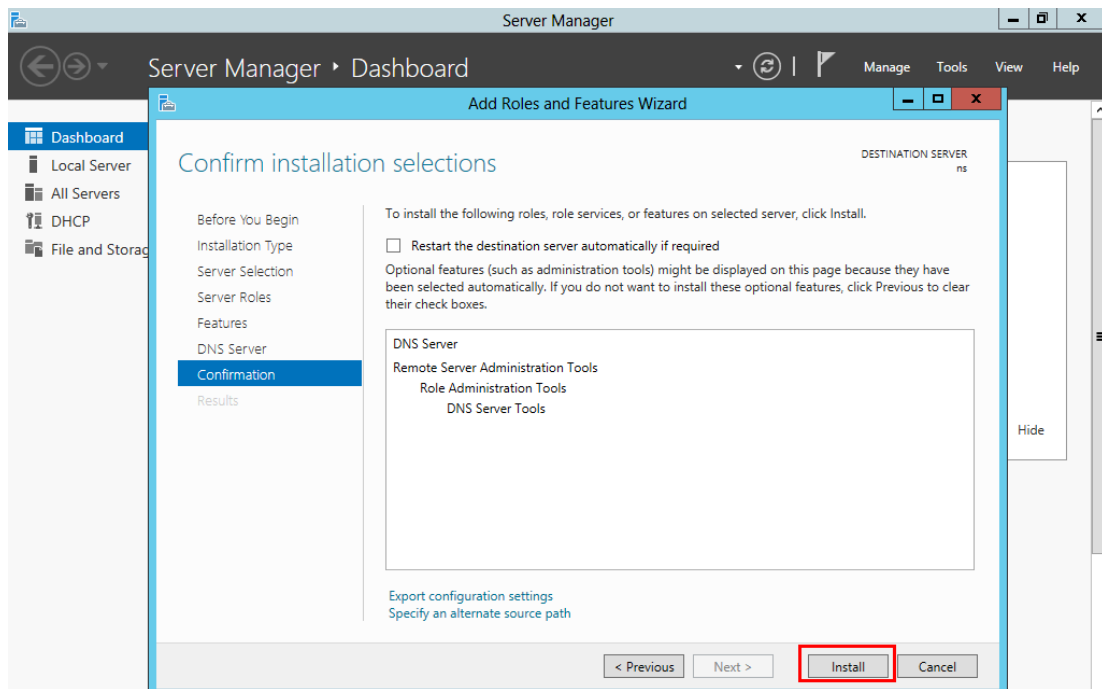 Server Manager
Server Manager ‣ Dashboard
Manage Tools View Help
Add Roles and Features Wizard
Dashboard
Local Server
All Servers
DHCP
File and Storag
Confirm installation selections
DESTINATION SERVER
ns
Before You Begin
Installation Type
Server Selection
Server Roles
Features
DNS Server
Confirmation
Results
To install the following roles, role services, or features on selected server, click Install.
Restart the destination server automatically if required
Optional features (such as administration tools) might be displayed on this page because they have
been selected automatically. If you do not want to install these optional features, click Previous to clear
their check boxes.
DNS Server
Remote Server Administration Tools
Role Administration Tools
DNS Server Tools
Hide
Export configuration settings
Specify an alternate source path
< Previous Next > Install Cancel